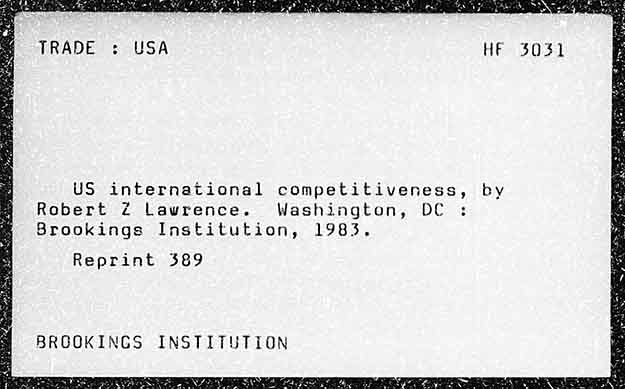 TRADE : USA HF 3031
US international competitiveness, by
Robert Z Lawrence. Washington, DC :
Brookings Institution, 1983.
Reprint 389
BROOKINGS INSTITUTION